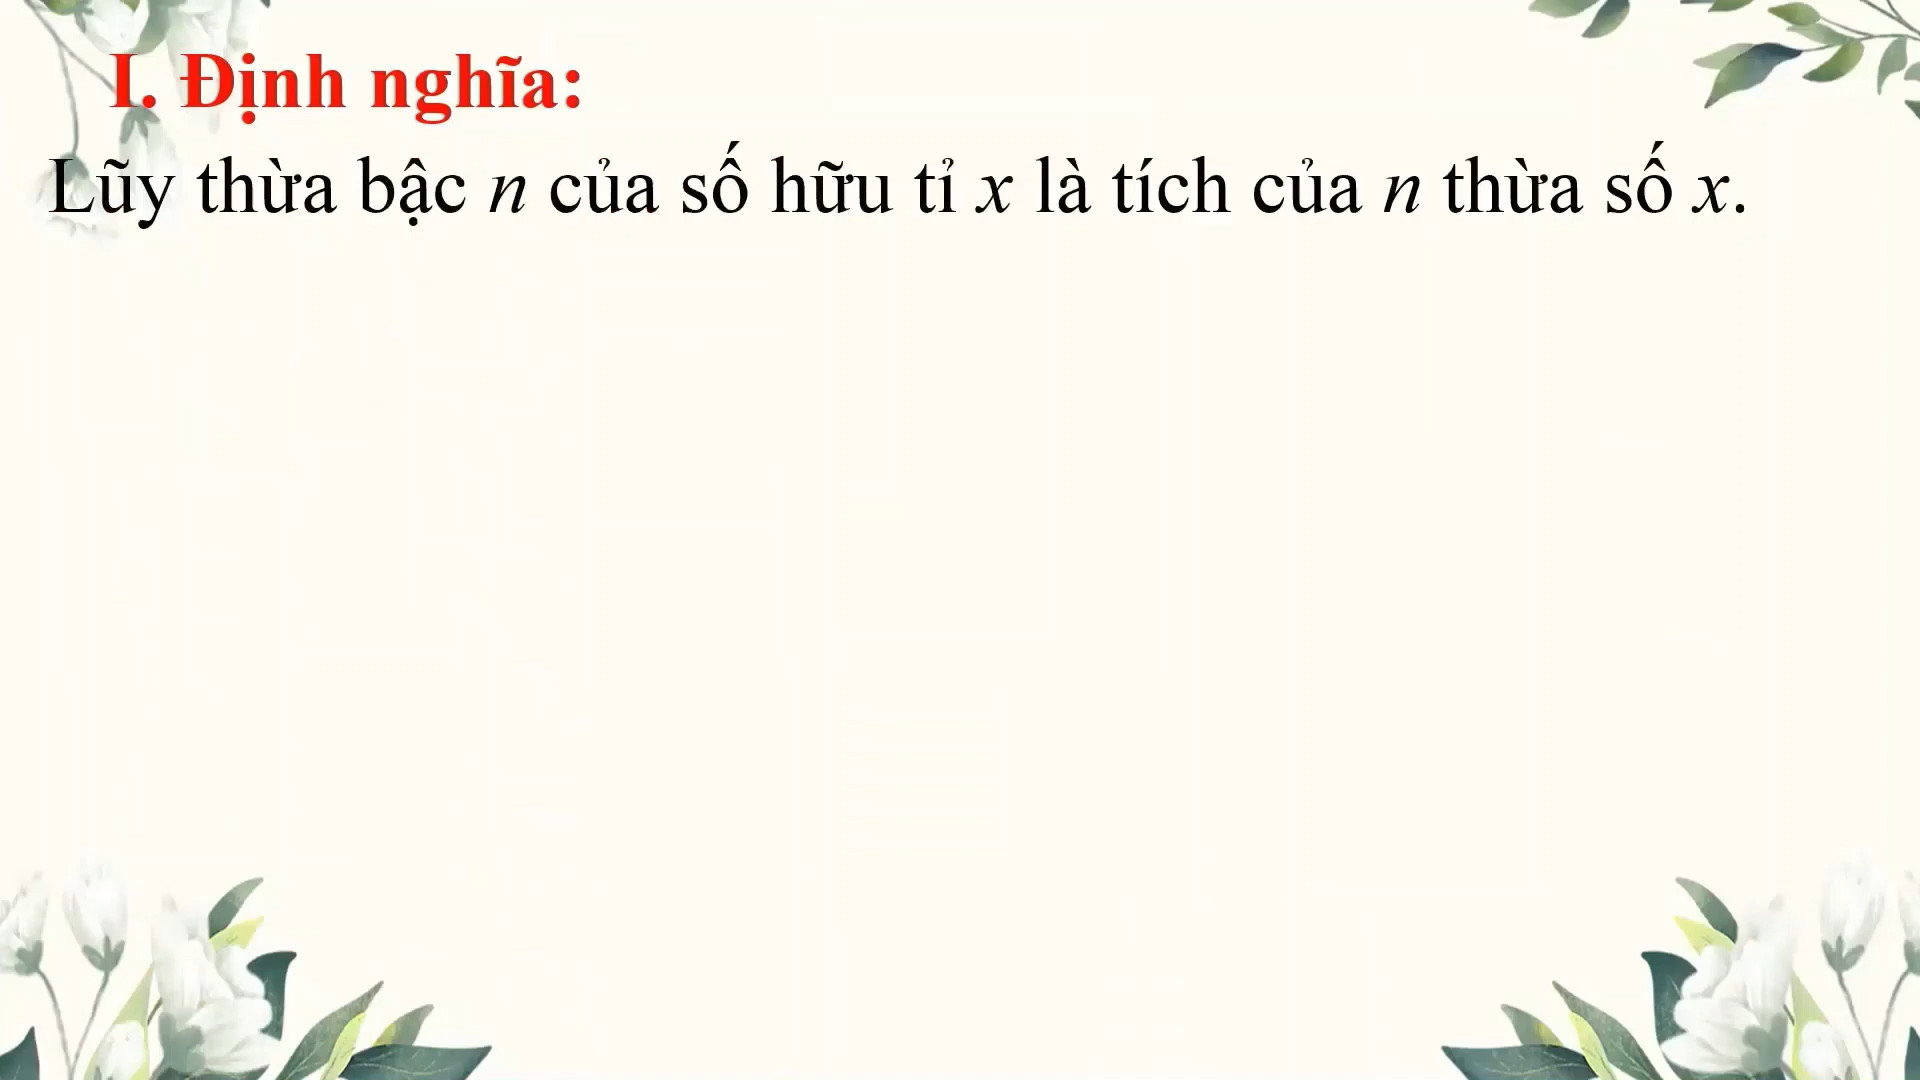 I. Định nghĩa:
Lũy thừa bậc n của số hữu tỉ x là tích của n thừa số x.